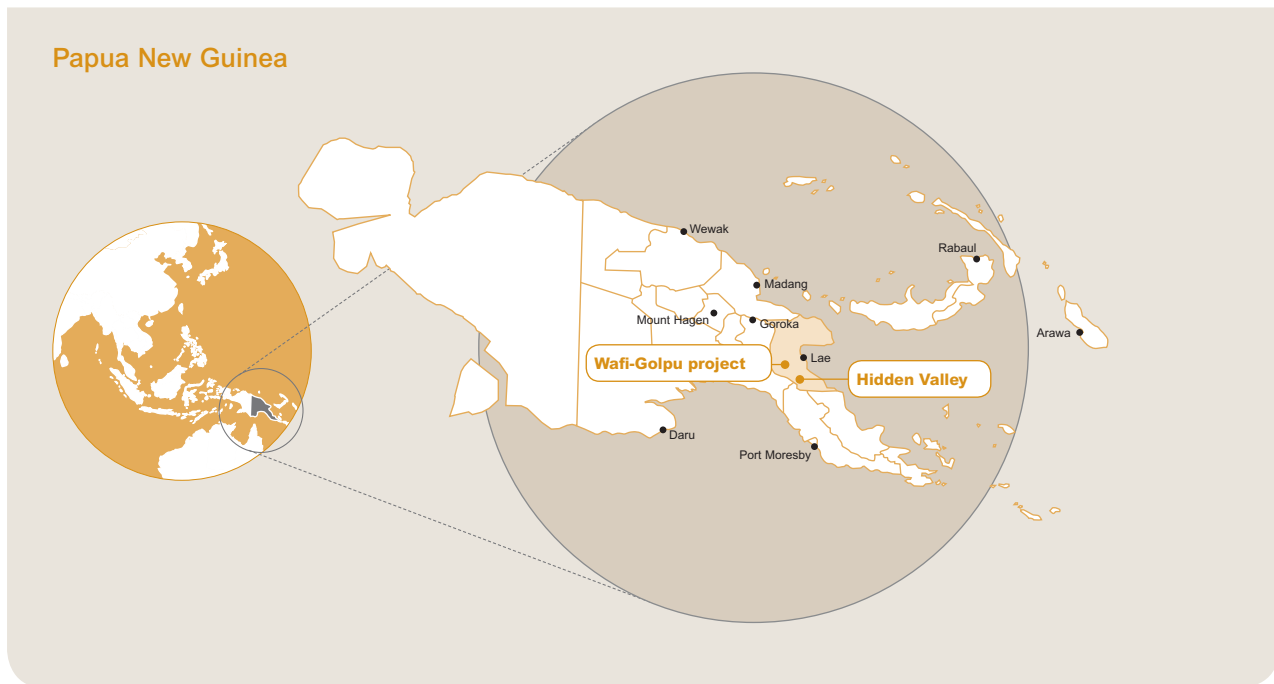 Papua New Guinea
Wewak
Rabaul
Madang
Mount Hagen
Goroka
Arawa
Lae
Wafi-Golpu project
Hidden Valley
Daru
Port Moresby